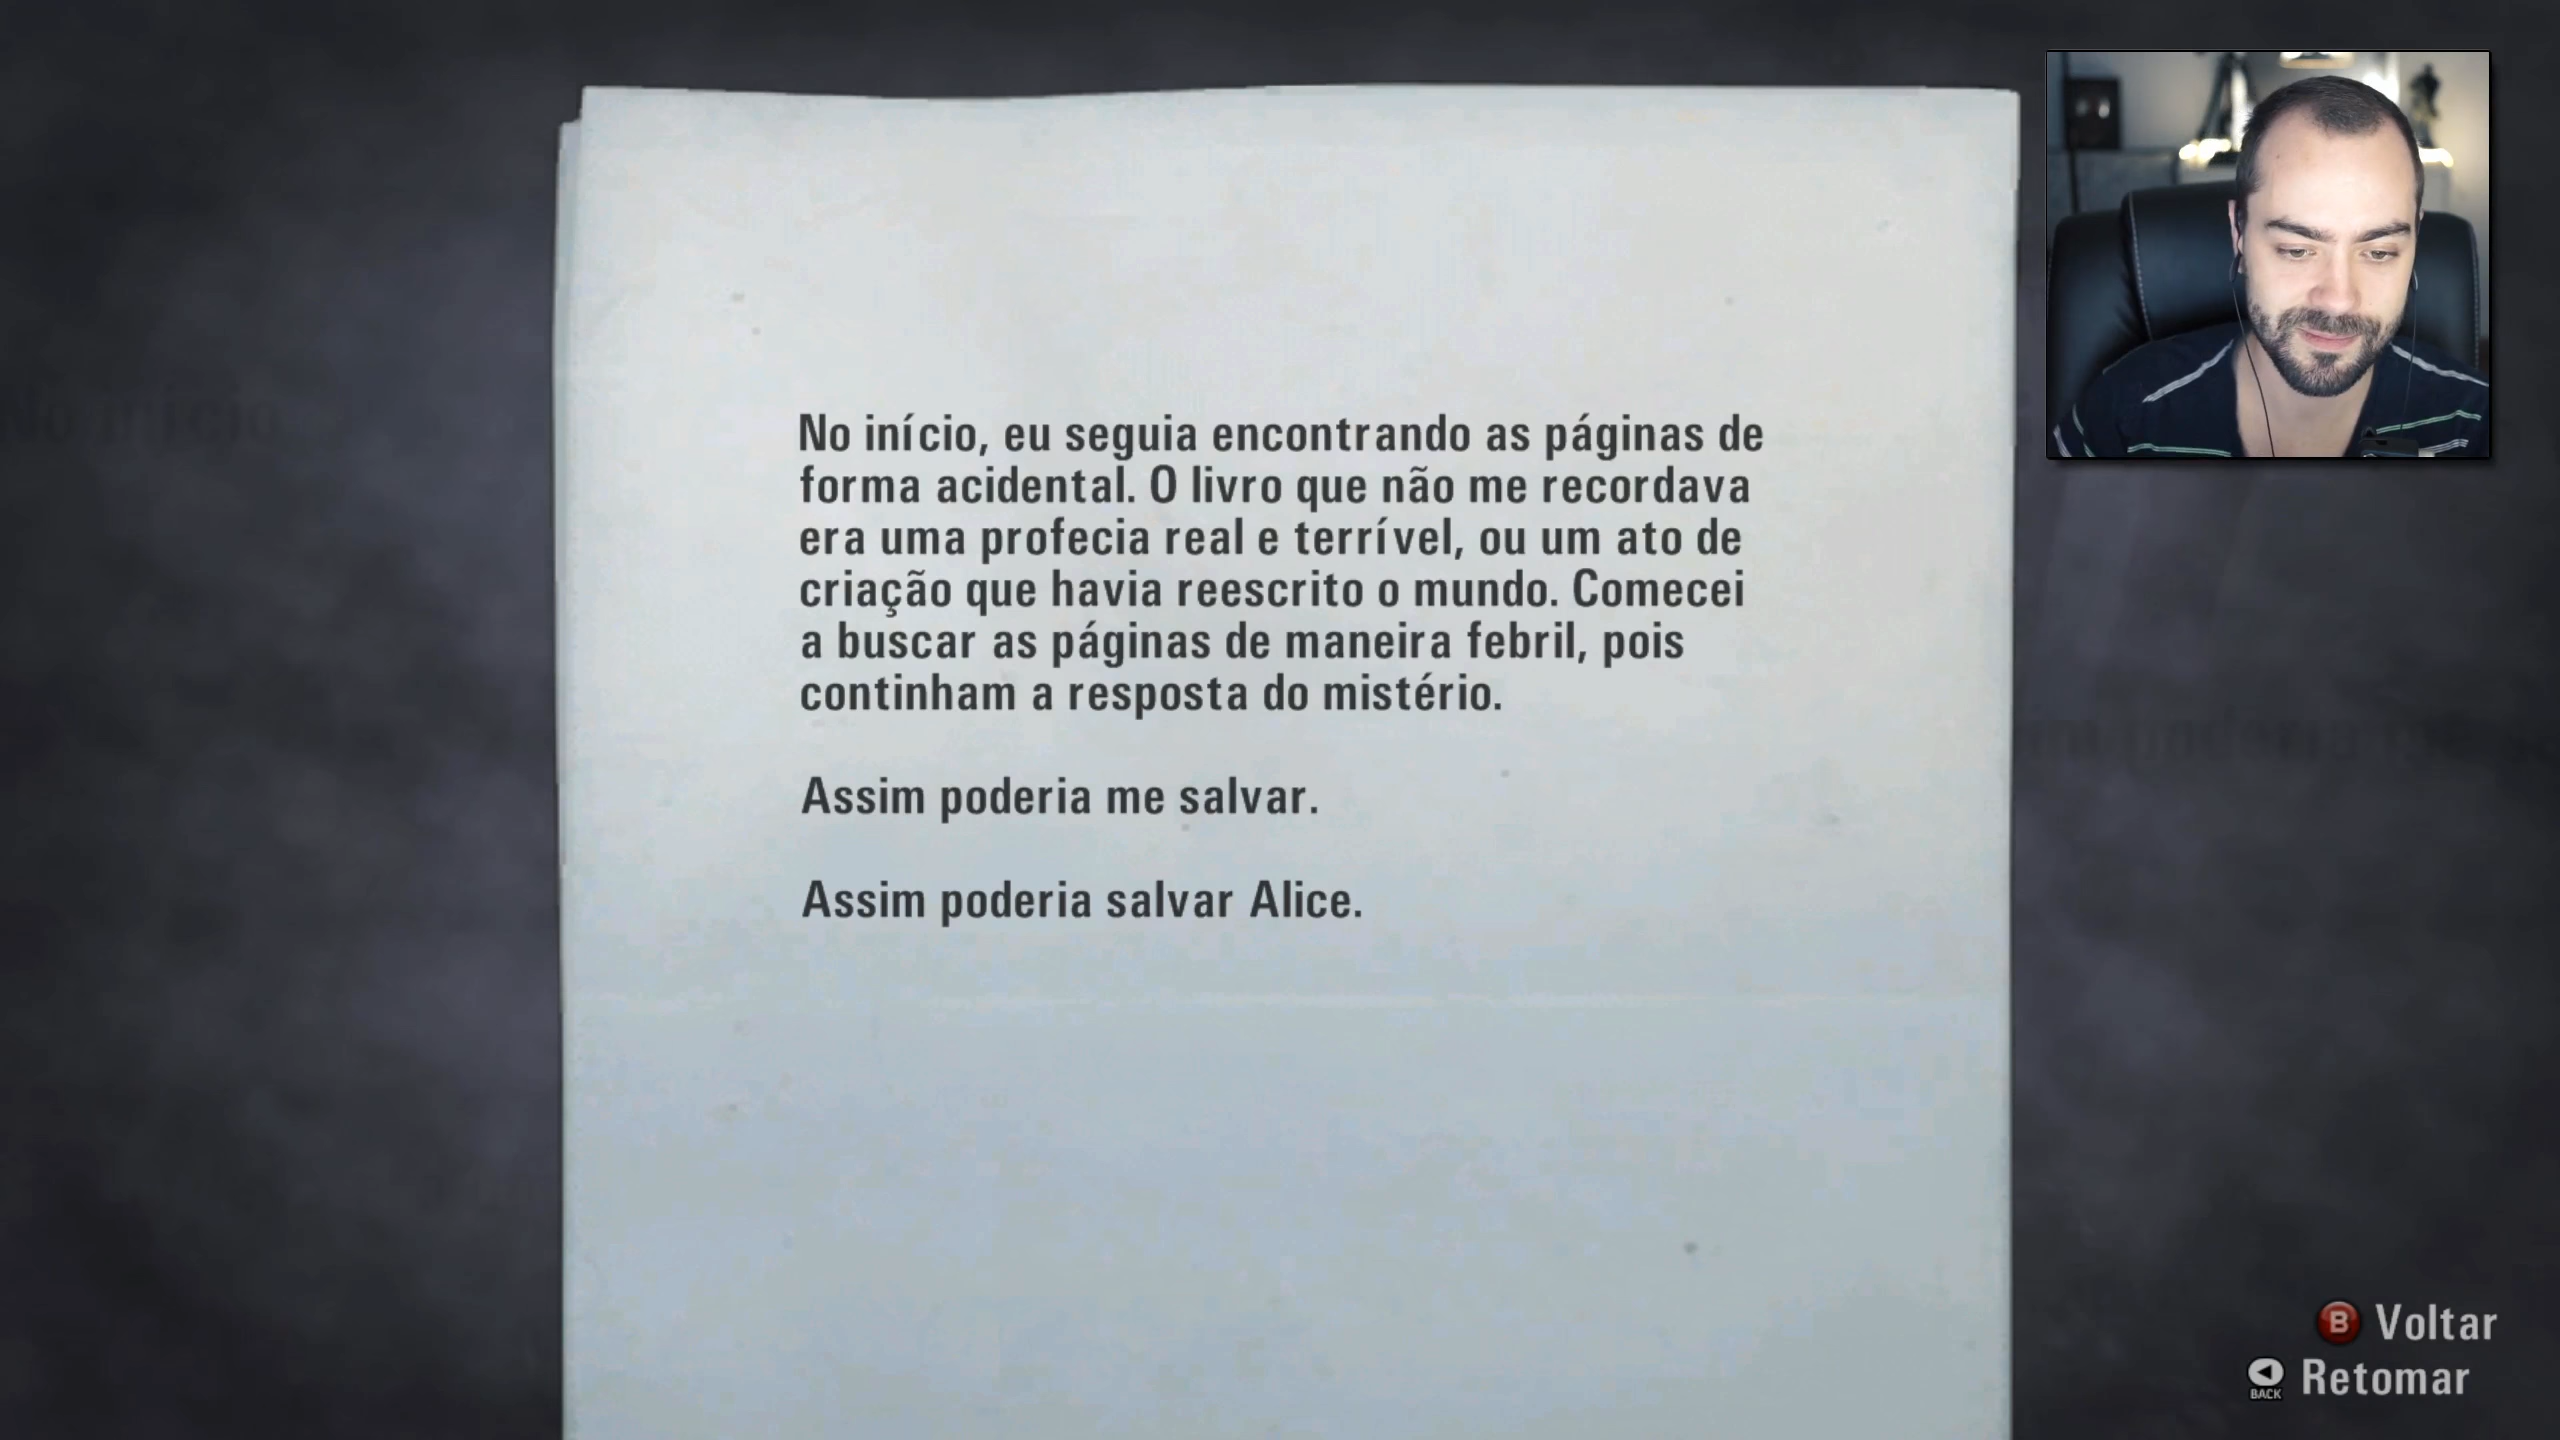 No início, eu seguia encontrando as páginas de
forma acidental. O livro que não me recordava
era uma profecia real e terrível, ou um ato de
criação que havia reescrito o mundo. Comecei
a buscar as páginas de maneira febril, pois
continham a resposta do mistério.
Assim poderia me salvar.
Assim poderia salvar Alice.
No início
B Voltar
BACK Retomar